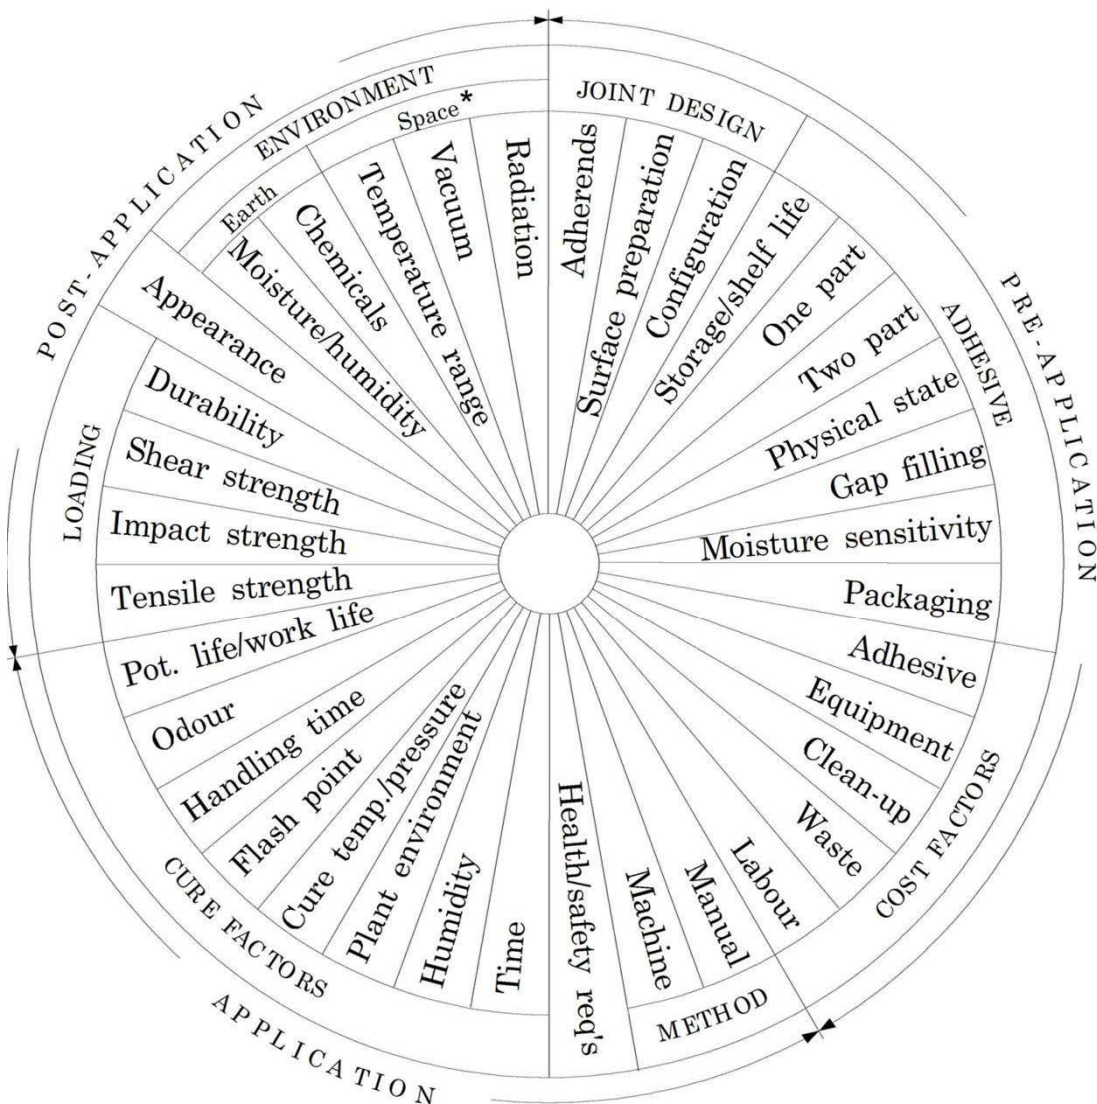 POST-APPLICATION
ENVIRONMENT
Space*
Earth
Radiation
Vacuum
Temperature range
Chemicals
Moisture/humidity
Appearance
LOADING
Durability
Shear strength
Impact strength
Tensile strength
PRE-APPLICATION
JOINT DESIGN
Adherends
Surface preparation
Configuration
ADHESIVE
Storage/shelf life
One part
Two part
Physical state
Gap filling
Moisture sensitivity
Packaging
COST FACTORS
Adhesive
Equipment
Clean-up
Waste
Labour
APPLICATION
METHOD
Manual
Machine
Health/safety req's
CURE FACTORS
Time
Humidity
Plant environment
Cure temp./pressure
Flash point
Handling time
Odour
Pot. life/work life